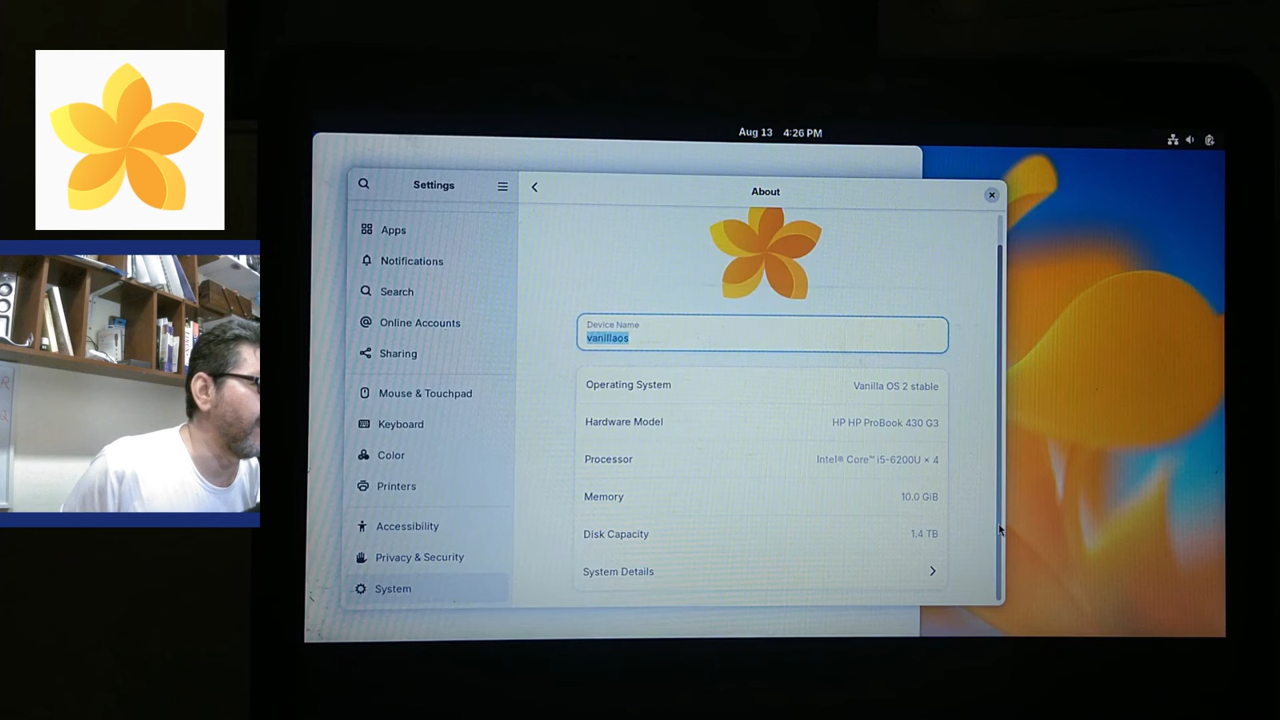 Aug 13 4:26 PM
Settings
About
Apps
Notifications
Search
Online Accounts
Sharing
Mouse & Touchpad
Keyboard
Color
Printers
Accessibility
Privacy & Security
System
Device Name
vanillaos
Operating System Vanilla OS 2 stable
Hardware Model HP HP ProBook 430 G3
Processor Intel® Core™ i5-6200U × 4
Memory 10.0 GiB
Disk Capacity 1.4 TB
System Details